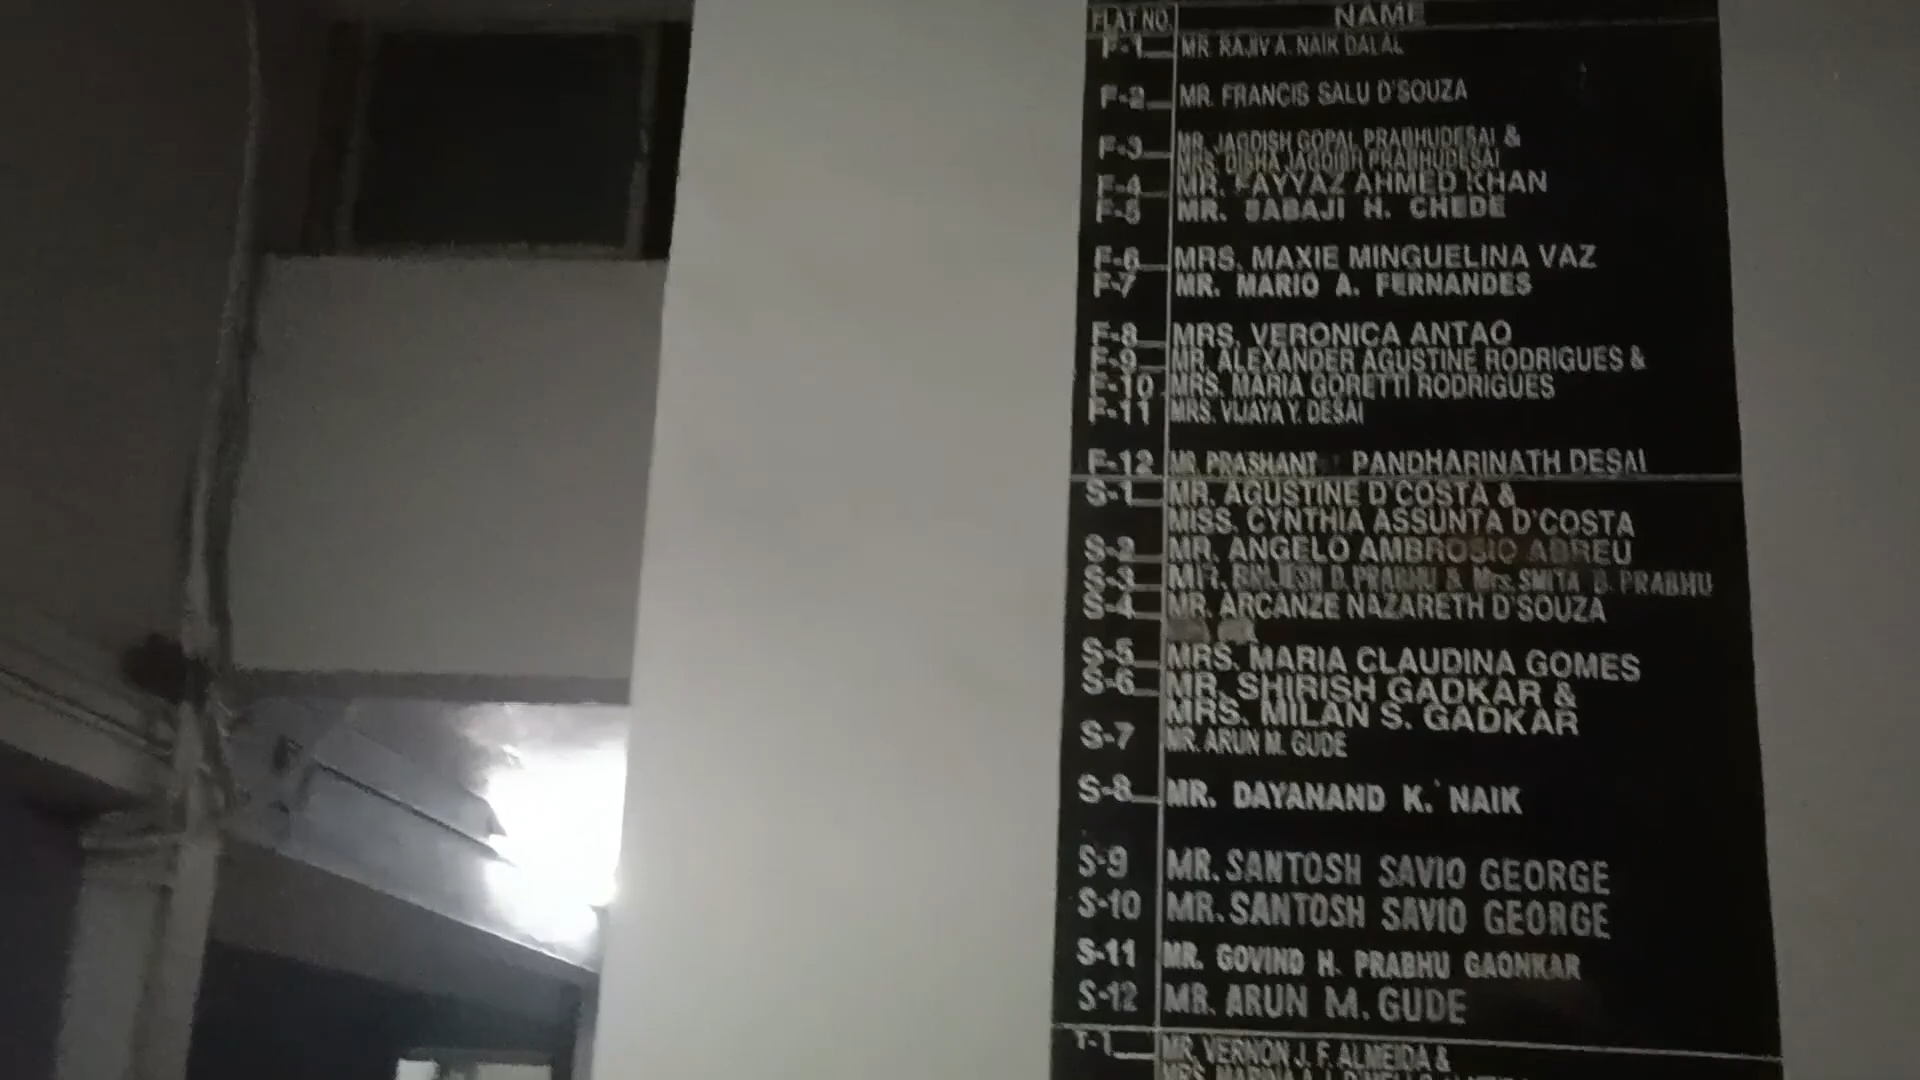 FLAT NO. NAME
F-1 MR. RAJIV A. NAIK DALAL
F-2 MR. FRANCIS SALU D'SOUZA
F-3 MR. JAGDISH GOPAL PRABHUDESAI &
MRS. DISHA JAGDISH PRABHUDESAI
F-4 MR. FAYYAZ AHMED KHAN
F-5 MR. BABAJI H. CHEDE
F-6 MRS. MAXIE MINGUELINA VAZ
F-7 MR. MARIO A. FERNANDES
F-8 MRS. VERONICA ANTAO
F-9 MR. ALEXANDER AGUSTINE RODRIGUES &
F-10 MRS. MARIA GORETTI RODRIGUES
F-11 MRS. VIJAYA Y. DESAI
F-12 MR. PRASHANT PANDHARINATH DESAI
S-1 MR. AGUSTINE D'COSTA &
MISS. CYNTHIA ASSUNTA D'COSTA
S-2 MR. ANGELO AMBROSIO ABREU
S-3 MR. D. PRABHU & Mrs. SMITA B. PRABHU
S-4 MR. ARCANZE NAZARETH D'SOUZA
S-5 MRS. MARIA CLAUDINA GOMES
S-6 MR. SHIRISH GADKAR &
MRS. MILAN S. GADKAR
S-7 MR. ARUN M. GUDE
S-8 MR. DAYANAND K. NAIK
S-9 MR. SANTOSH SAVIO GEORGE
S-10 MR. SANTOSH SAVIO GEORGE
S-11 MR. GOVIND H. PRABHU GAONKAR
S-12 MR. ARUN M. GUDE
T-1 MR. VERNON J. F. ALMEIDA &